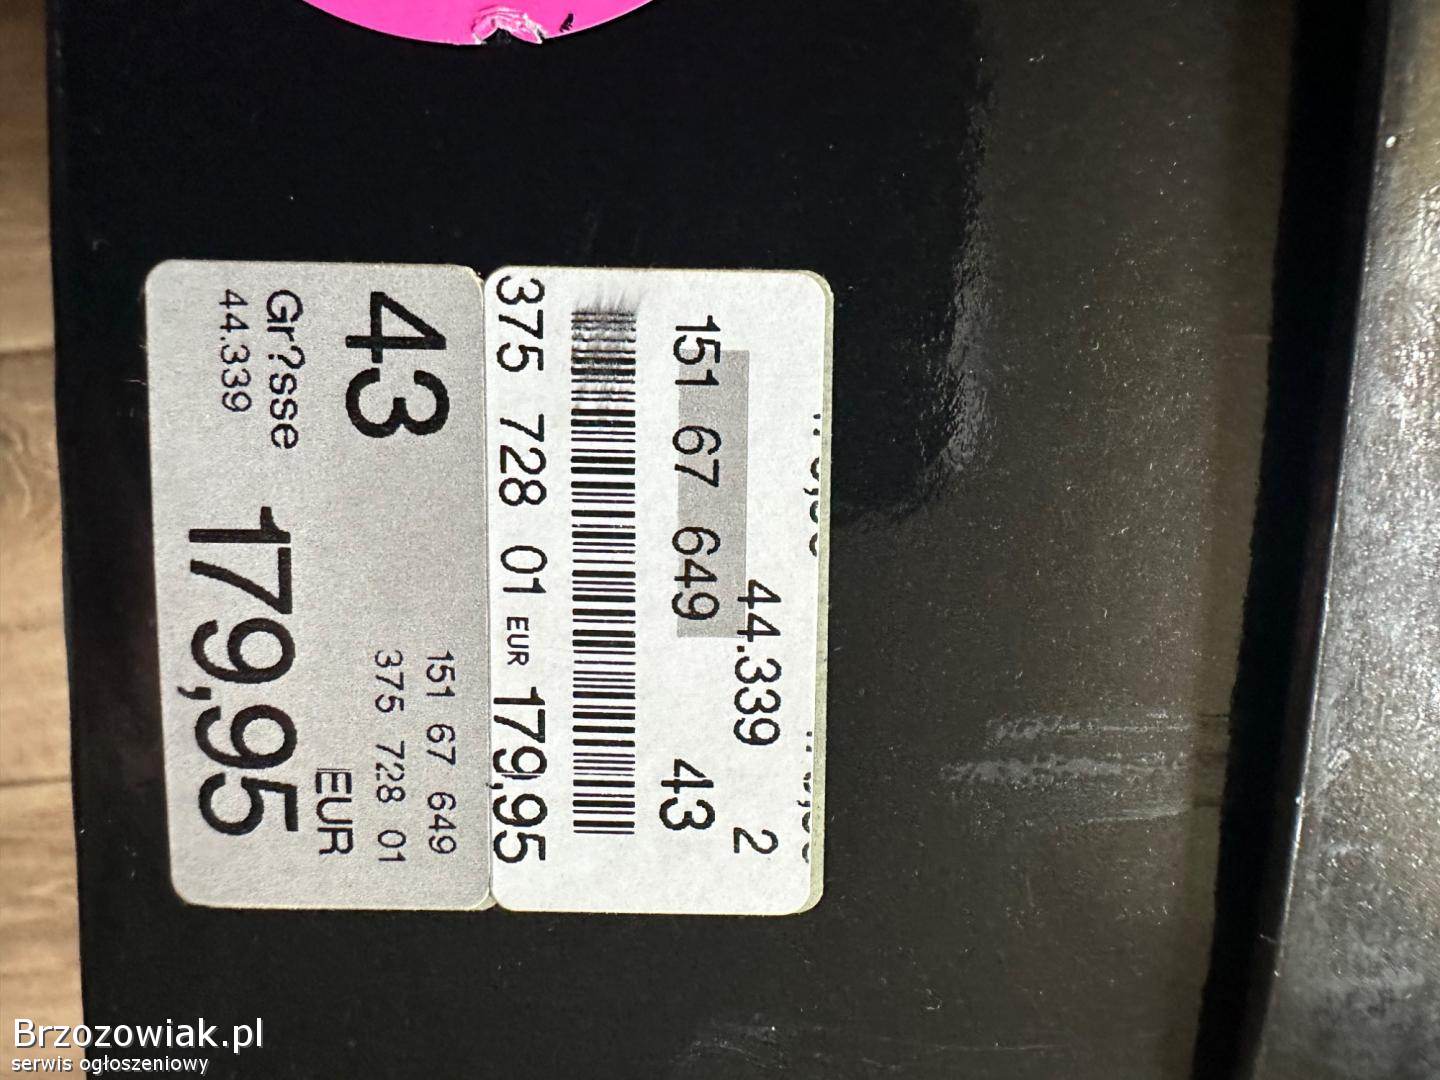 151 67 649
375 728 01
43
EUR
Gr?sse
179,95
44.339
44.339 2
151 67 649 43
375 728 01 EUR 179,95
Brzozowiak.pl
serwis ogłoszeniowy